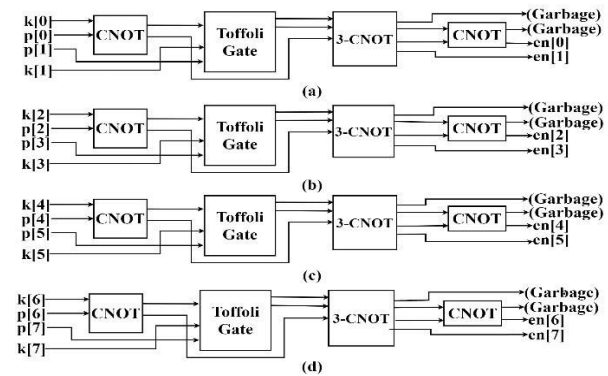 k[0]
p[0]
p[1]
k[1]
CNOT
Toffoli
Gate
3-CNOT
CNOT
(Garbage)
(Garbage)
en[0]
en[1]
(a)
k[2]
p[2]
p[3]
k[3]
CNOT
Toffoli
Gate
3-CNOT
CNOT
(Garbage)
(Garbage)
en[2]
en[3]
(b)
k[4]
p[4]
p[5]
k[5]
CNOT
Toffoli
Gate
3-CNOT
CNOT
(Garbage)
(Garbage)
en[4]
en[5]
(c)
k[6]
p[6]
p[7]
k[7]
CNOT
Toffoli
Gate
3-CNOT
CNOT
(Garbage)
(Garbage)
en[6]
en[7]
(d)